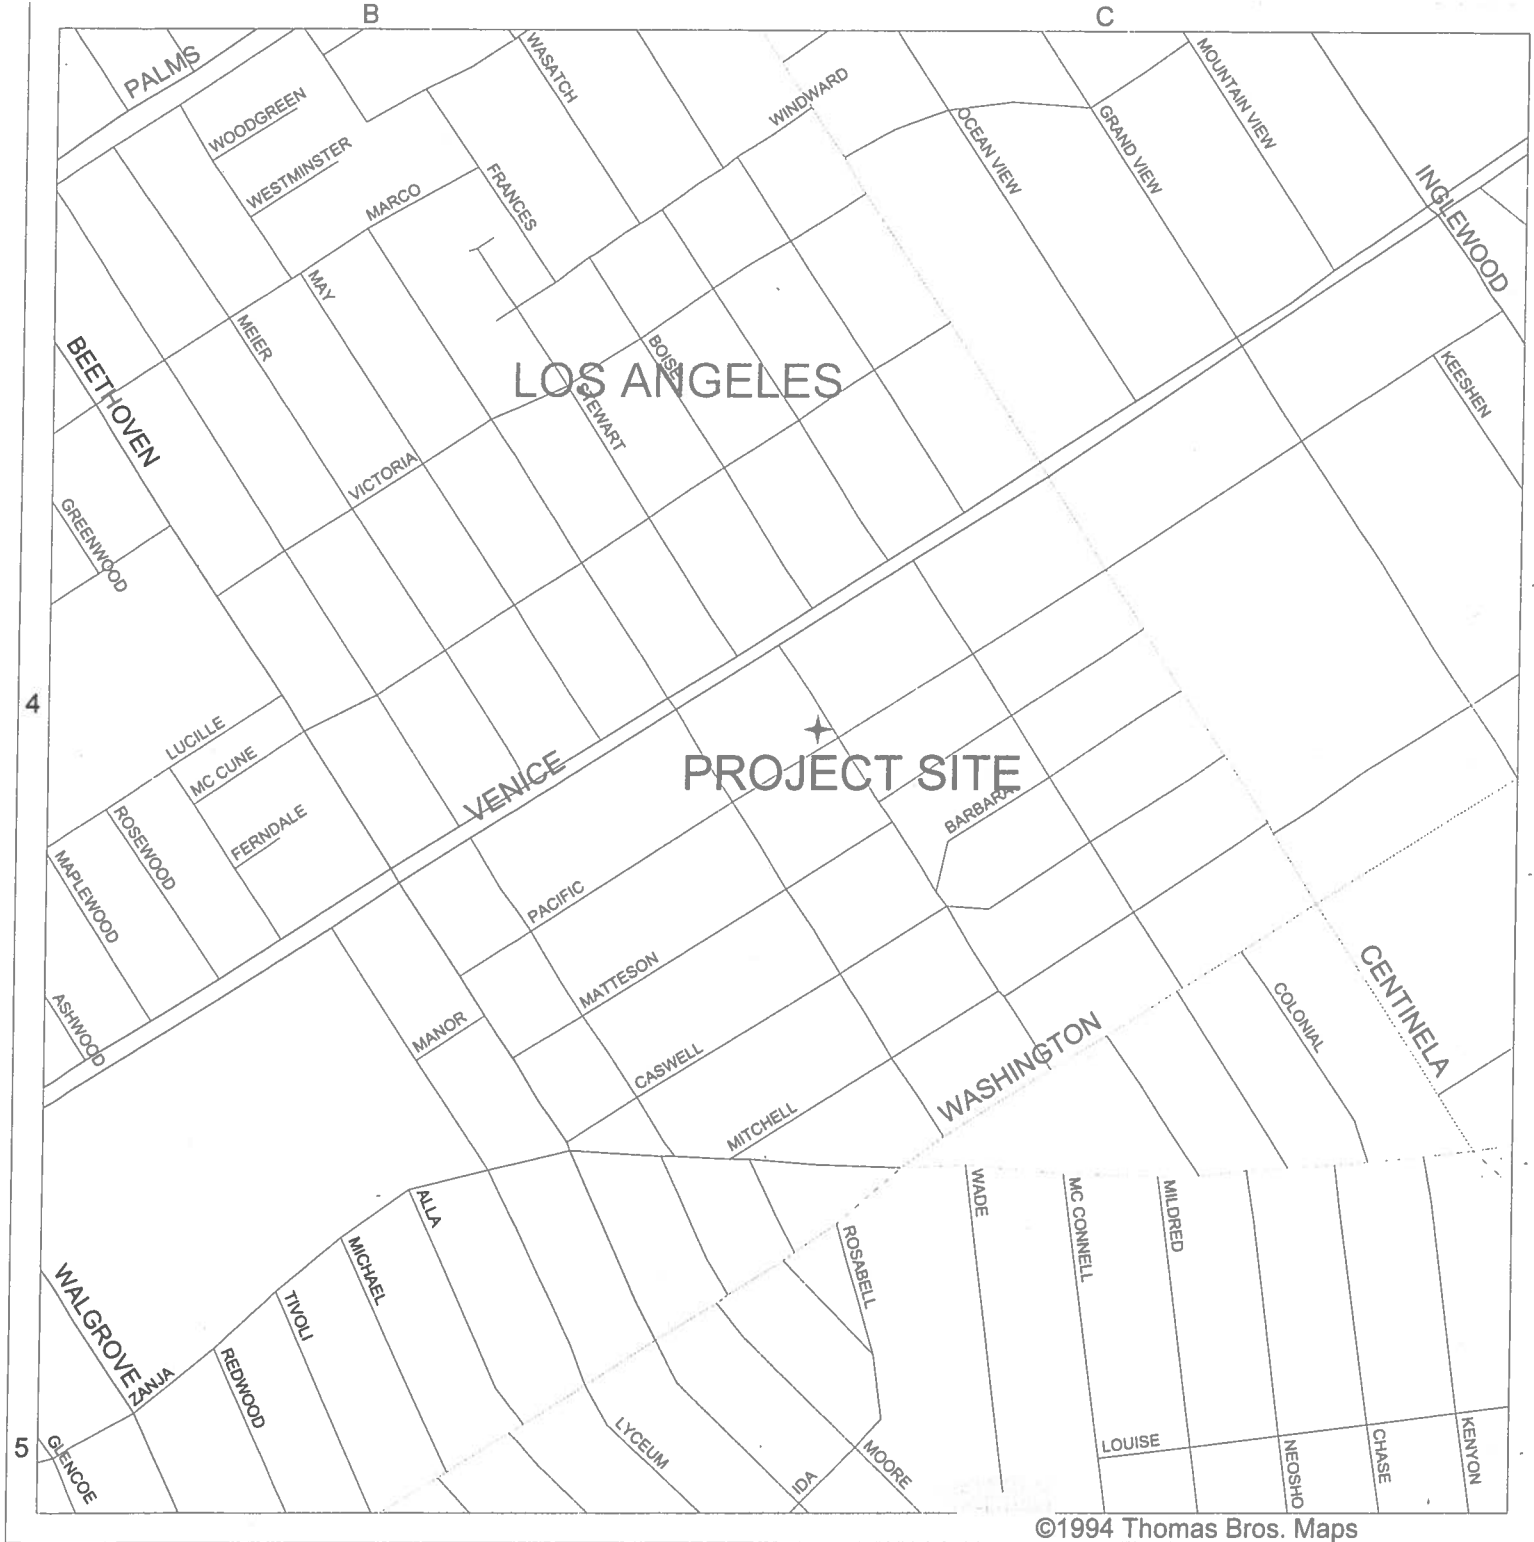 B
C
PALMS
WOODGREEN
WESTMINSTER
MARCO
WASATCH
WINDWARD
FRANCES
OCEAN VIEW
GRAND VIEW
MOUNTAIN VIEW
INGLEWOOD
MAY
MEIER
BEETHOVEN
BOISE
LOS ANGELES
STEWART
KEESHEN
VICTORIA
GREENWOOD
4
LUCILLE
MC CUNE
ROSEWOOD
FERNDALE
MAPLEWOOD
ASHWOOD
VENICE
PROJECT SITE
BARBARA
PACIFIC
MATTESON
MANOR
CASWELL
MITCHELL
WASHINGTON
COLONIAL
CENTINELA
ALLA
MICHAEL
TIVOLI
REDWOOD
WALGROVE
ZANJA
GLENCOE
5
WADE
MC CONNELL
MILDRED
ROSABELL
LYCEUM
IDA
MOORE
LOUISE
NEOSHO
CHASE
KENYON
©1994 Thomas Bros. Maps